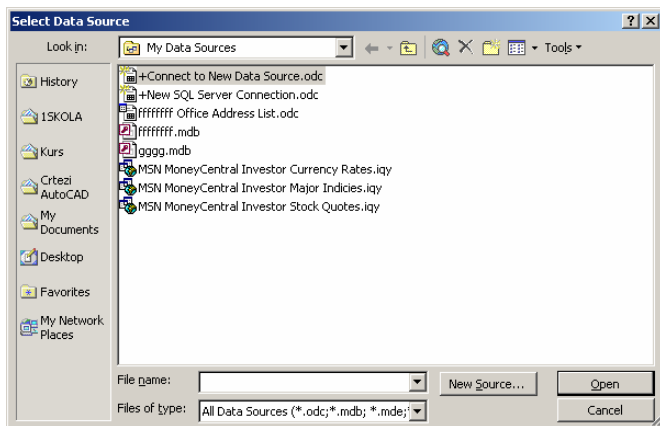 Select Data Source
Look in: My Data Sources Tools
History
1SKOLA
Kurs
Crtezi AutoCAD
My Documents
Desktop
Favorites
My Network Places
+Connect to New Data Source.odc
+New SQL Server Connection.odc
ffffffff Office Address List.odc
ffffffff.mdb
gggg.mdb
MSN MoneyCentral Investor Currency Rates.iqy
MSN MoneyCentral Investor Major Indicies.iqy
MSN MoneyCentral Investor Stock Quotes.iqy
File name: New Source... Open
Files of type: All Data Sources (*.odc;*.mdb; *.mde; Cancel